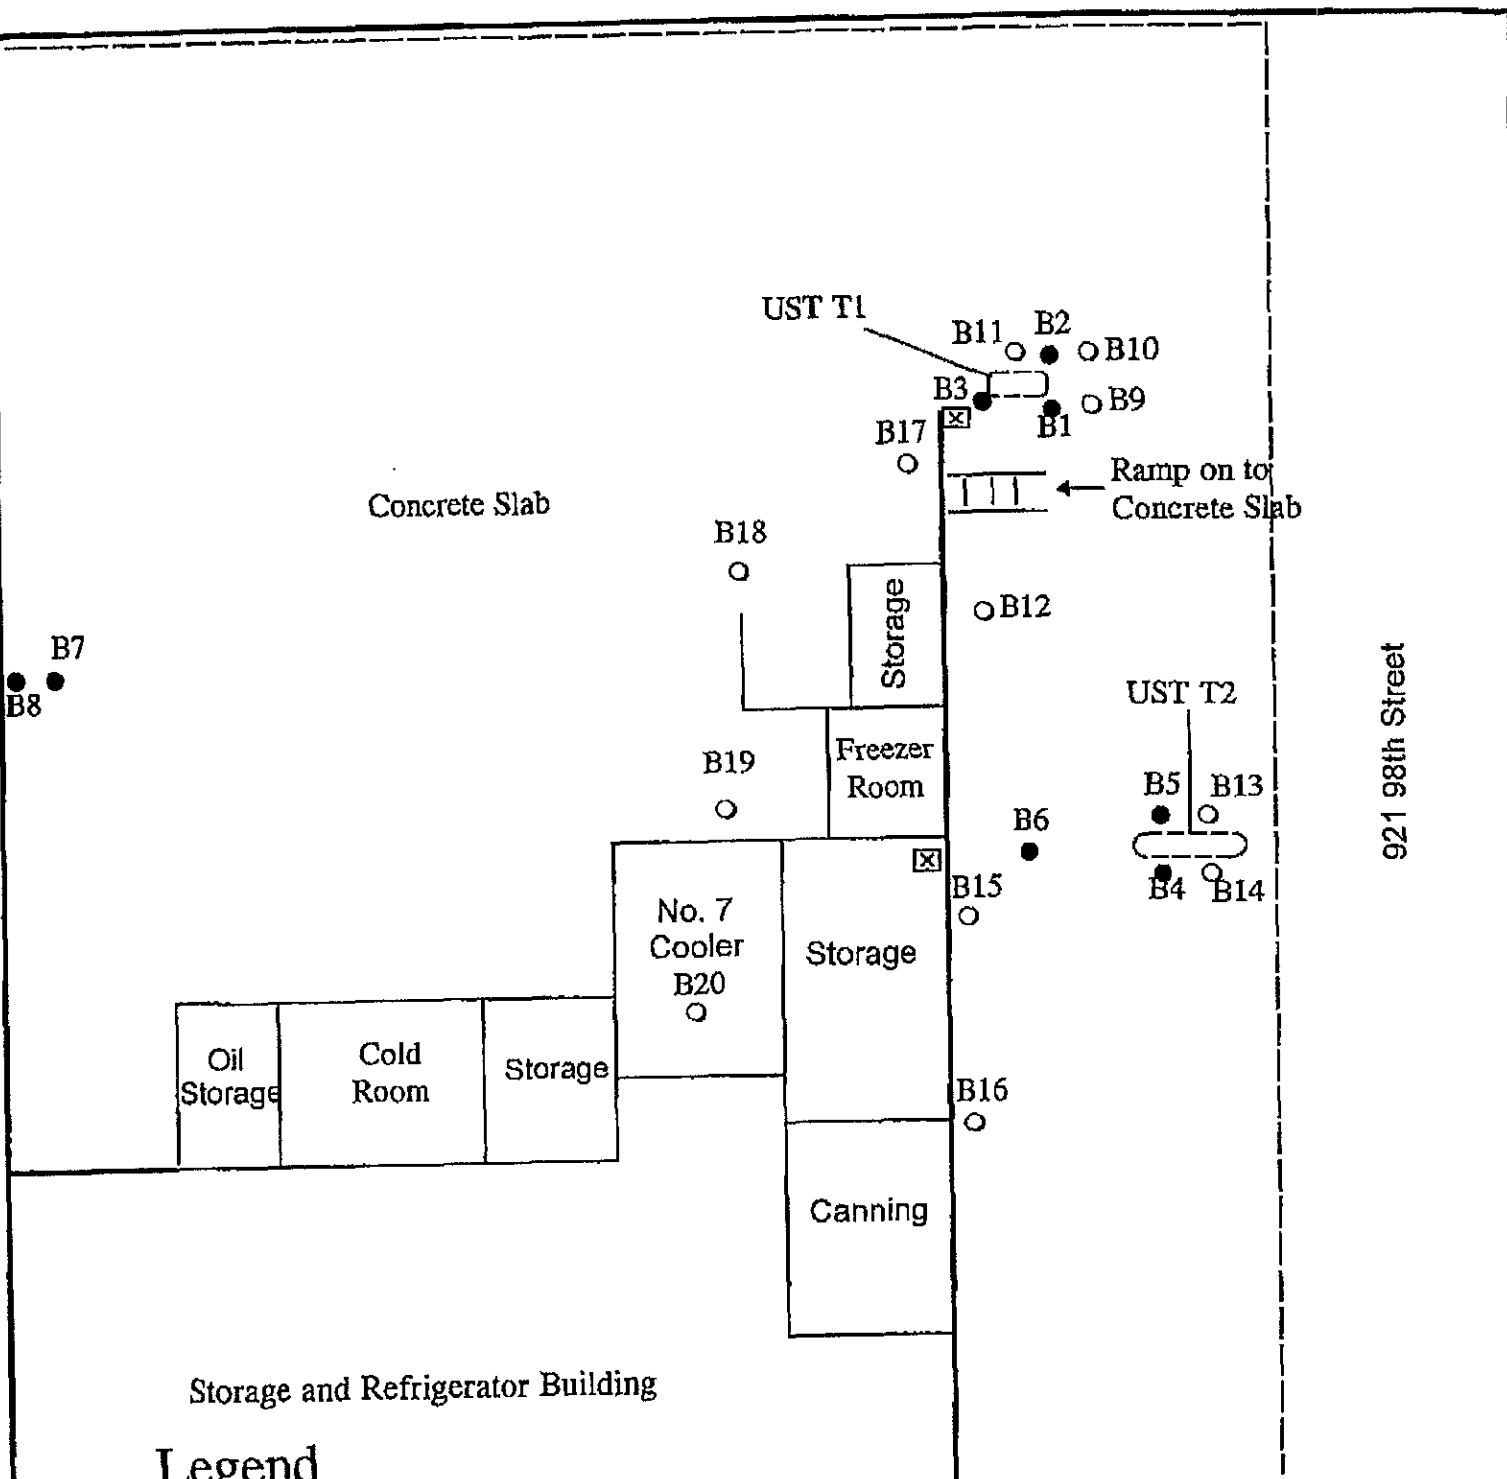 UST T1
B11
B2
B10
B3
B1
B9
B17
Ramp on to
Concrete Slab
Concrete Slab
B18
Storage
B12
B7
B8
UST T2
921 98th Street
Freezer
Room
B19
B5
B13
B6
B4
B14
B15
No. 7
Cooler
B20
Storage
Oil
Storage
Cold
Room
Storage
B16
Canning
Storage and Refrigerator Building
Legend